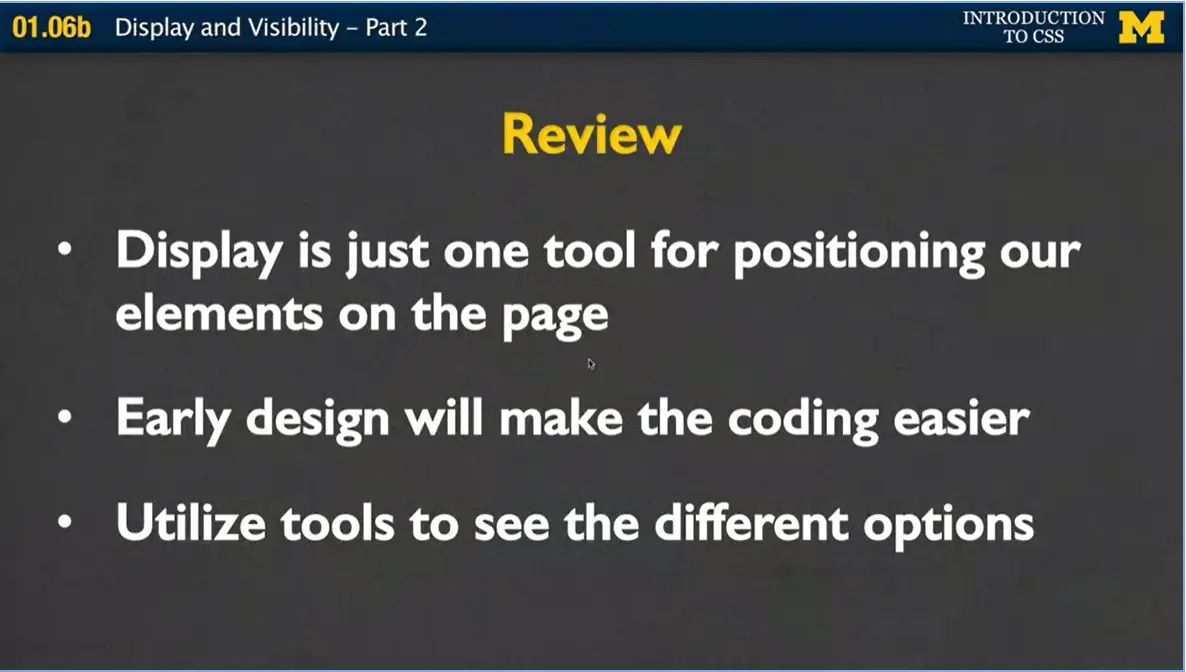 01.06b Display and Visibility – Part 2
INTRODUCTION
TO CSS
M
Review
• Display is just one tool for positioning our
elements on the page
• Early design will make the coding easier
• Utilize tools to see the different options